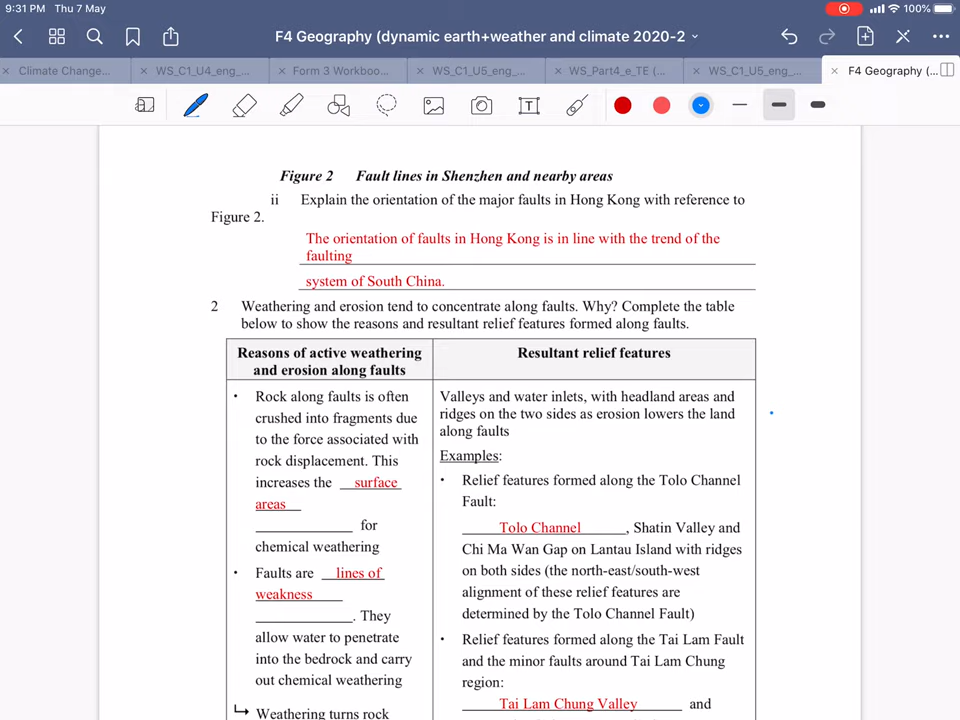 9:31 PM Thu 7 May
100%
F4 Geography (dynamic earth+weather and climate 2020-2
Climate Change...
WS_C1_U4_eng_...
Form 3 Workboo...
WS_C1_U5_eng_...
WS_Part4_e_TE (...
WS_C1_U5_eng_...
F4 Geography (...
Figure 2 Fault lines in Shenzhen and nearby areas
ii Explain the orientation of the major faults in Hong Kong with reference to
Figure 2.
The orientation of faults in Hong Kong is in line with the trend of the
faulting
system of South China.
2 Weathering and erosion tend to concentrate along faults. Why? Complete the table
below to show the reasons and resultant relief features formed along faults.
Reasons of active weathering
and erosion along faults
• Rock along faults is often
crushed into fragments due
to the force associated with
rock displacement. This
increases the surface
areas
for
chemical weathering
• Faults are lines of
weakness
. They
allow water to penetrate
into the bedrock and carry
out chemical weathering
Weathering turns rock
Resultant relief features
Valleys and water inlets, with headland areas and
ridges on the two sides as erosion lowers the land
along faults
Examples:
• Relief features formed along the Tolo Channel
Fault:
Tolo Channel, Shatin Valley and
Chi Ma Wan Gap on Lantau Island with ridges
on both sides (the north-east/south-west
alignment of these relief features are
determined by the Tolo Channel Fault)
• Relief features formed along the Tai Lam Fault
and the minor faults around Tai Lam Chung
region:
Tai Lam Chung Valley and